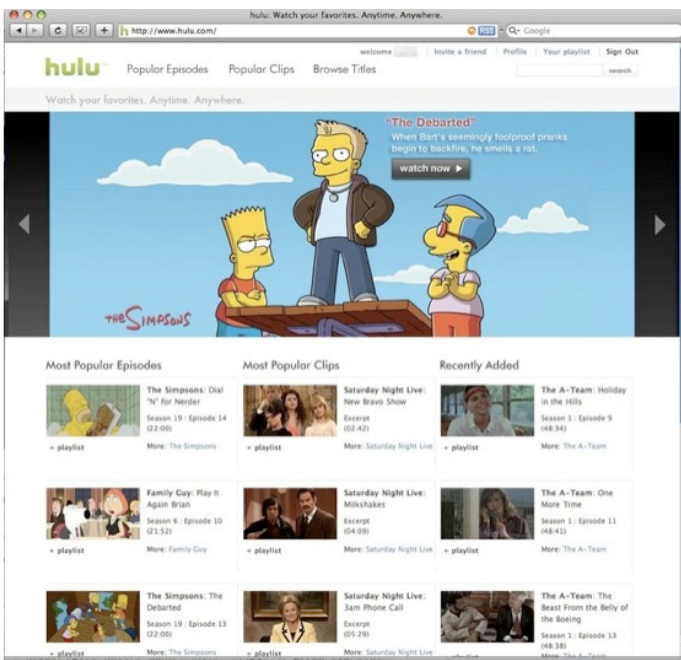 hulu: Watch your favorites. Anytime. Anywhere.
http://www.hulu.com/
RSS
Google
welcome
Invite a friend
Profile
Your playlist
Sign Out
hulu
Popular Episodes
Popular Clips
Browse Titles
search
Watch your favorites. Anytime. Anywhere.
"The Debarted"
When Bart's seemingly foolproof pranks
begin to backfire, he smells a rat.
watch now
THE SIMPSONS
Most Popular Episodes
The Simpsons: Dial
"N" for Nerder
Season 19 : Episode 14
(22:00)
+ playlist
More: The Simpsons
Family Guy: Play It
Again Brian
Season 6 : Episode 10
(21:52)
+ playlist
More: Family Guy
The Simpsons: The
Debarted
Season 19 : Episode 13
(22:00)
+ playlist
More: The Simpsons
Most Popular Clips
Saturday Night Live:
New Bravo Show
Excerpt
(02:42)
+ playlist
More: Saturday Night Live
Saturday Night Live:
Milkshakes
Excerpt
(04:09)
+ playlist
More: Saturday Night Live
Saturday Night Live:
3am Phone Call
Excerpt
(05:29)
+ playlist
More: Saturday Night Live
Recently Added
The A-Team: Holiday
in the Hills
Season 1 : Episode 9
(48:34)
+ playlist
More: The A-Team
The A-Team: One
More Time
Season 1 : Episode 11
(48:41)
+ playlist
More: The A-Team
The A-Team: The
Beast From the Belly of
the Boeing
Season 1 : Episode 13
(48:38)
+ playlist
More: The A-Team